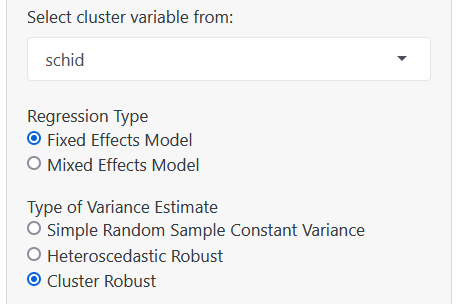 Select cluster variable from:
schid
Regression Type
Fixed Effects Model
Mixed Effects Model
Type of Variance Estimate
Simple Random Sample Constant Variance
Heteroscedastic Robust
Cluster Robust